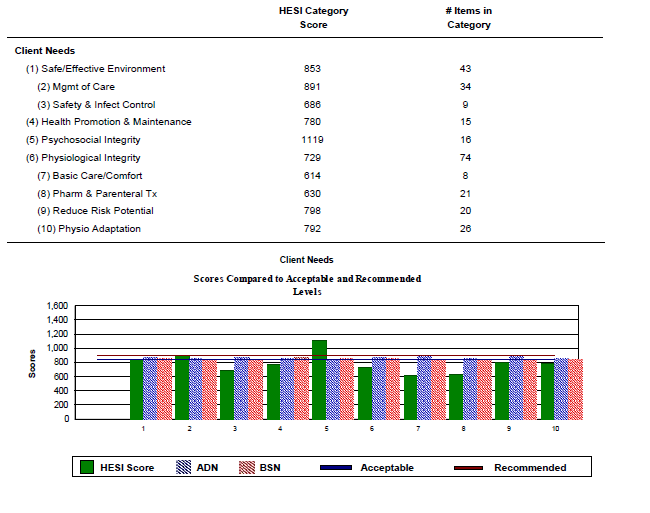 HESI Category # Items in
Score Category
Client Needs
(1) Safe/Effective Environment 853 43
(2) Mgmt of Care 891 34
(3) Safety & Infect Control 686 9
(4) Health Promotion & Maintenance 780 15
(5) Psychosocial Integrity 1119 16
(6) Physiological Integrity 729 74
(7) Basic Care/Comfort 614 8
(8) Pharm & Parenteral Tx 630 21
(9) Reduce Risk Potential 798 20
(10) Physio Adaptation 792 26
Client Needs
Scores Compared to Acceptable and Recommended
Levels
1,600
1,400
1,200
1,000
800
600
400
200
0
Scores
1 2 3 4 5 6 7 8 9 10
HESI Score ADN BSN Acceptable Recommended